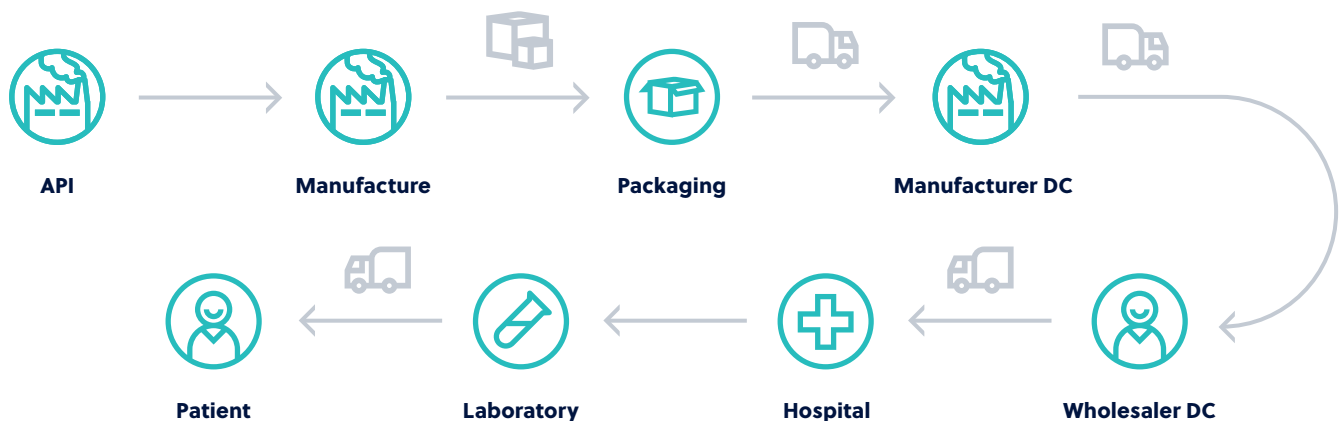 API
Manufacture
Packaging
Manufacturer DC
Patient
Laboratory
Hospital
Wholesaler DC